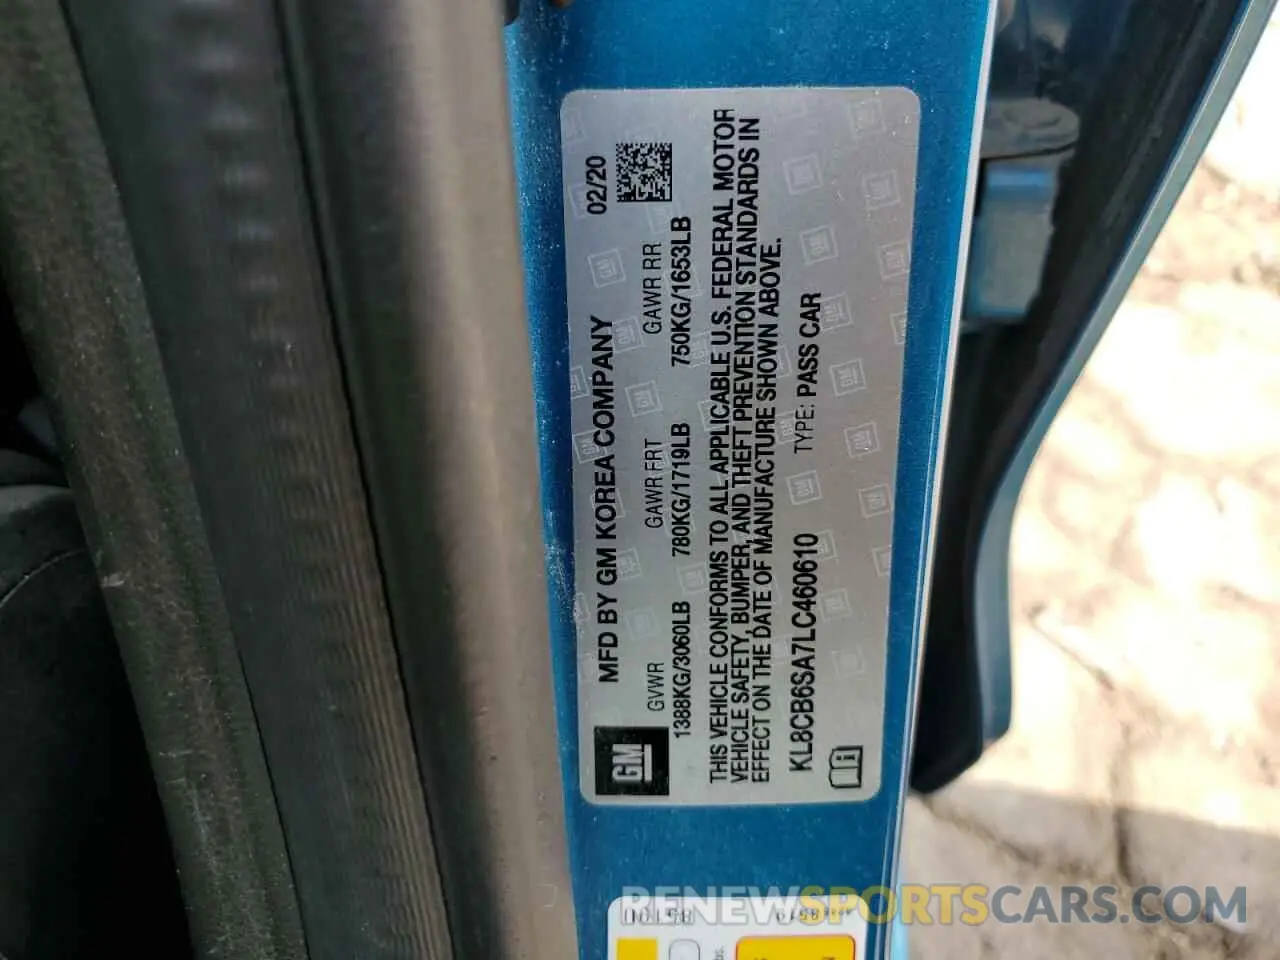 MFD BY GM KOREA COMPANY 02/20
GVWR GAWR FRT GAWR RR
1388KG/3060LB 780KG/1719LB 750KG/1653LB
THIS VEHICLE CONFORMS TO ALL APPLICABLE U.S. FEDERAL MOTOR
VEHICLE SAFETY, BUMPER, AND THEFT PREVENTION STANDARDS IN
EFFECT ON THE DATE OF MANUFACTURE SHOWN ABOVE.
KL8CB6SA7LC460610 TYPE: PASS CAR
GM
RENEWSPORTSCARS.COM